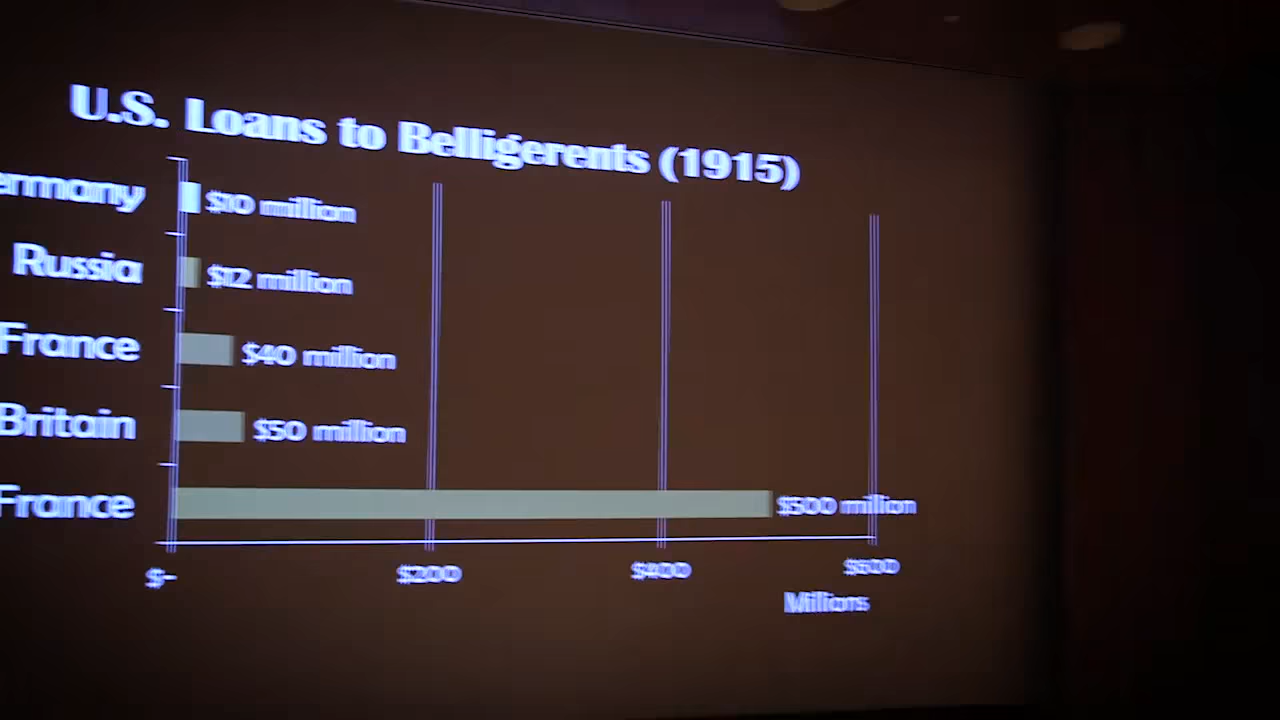 U.S. Loans to Belligerents (1915)
ermany $10 million
Russia $12 million
France $40 million
Britain $50 million
France $500 million
$- $200 $400 $600
Millions